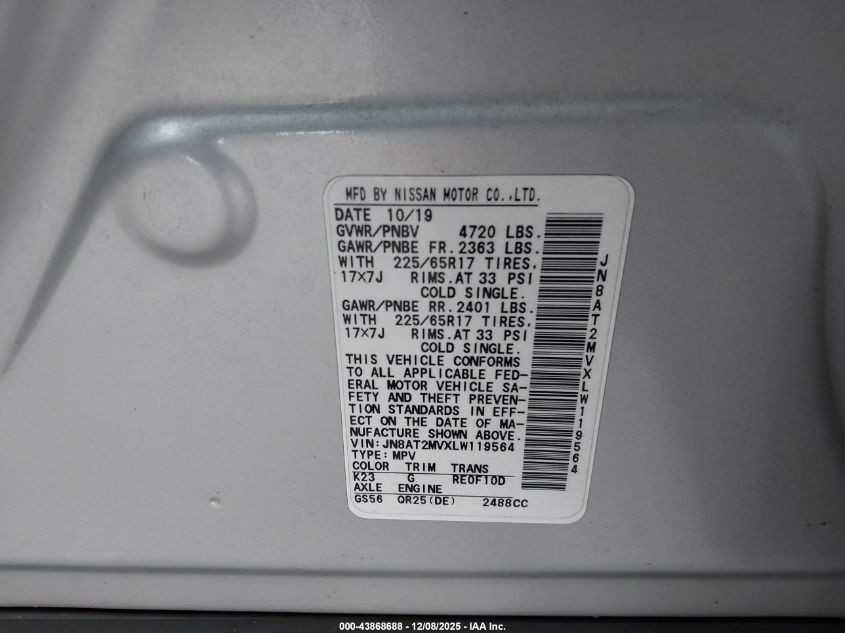 MFD BY NISSAN MOTOR CO.,LTD.
DATE 10/19
GVWR/PNBV 4720 LBS.
GAWR/PNBE FR. 2363 LBS.
WITH 225/65R17 TIRES,
17×7J RIMS.AT 33 PSI
COLD SINGLE.
GAWR/PNBE RR. 2401 LBS.
WITH 225/65R17 TIRES,
17×7J RIMS.AT 33 PSI
COLD SINGLE.
THIS VEHICLE CONFORMS
TO ALL APPLICABLE FED-
ERAL MOTOR VEHICLE SA-
FETY AND THEFT PREVEN-
TION STANDARDS IN EFF-
ECT ON THE DATE OF MA-
NUFACTURE SHOWN ABOVE.
VIN:JN8AT2MVXLW119564
TYPE:MPV
COLOR TRIM TRANS
K23 G RE0F10D
AXLE ENGINE
GS56 QR25(DE) 2488CC
JN8AT2MVXLW119564
000-43868688 - 12/08/2025 - IAA Inc.